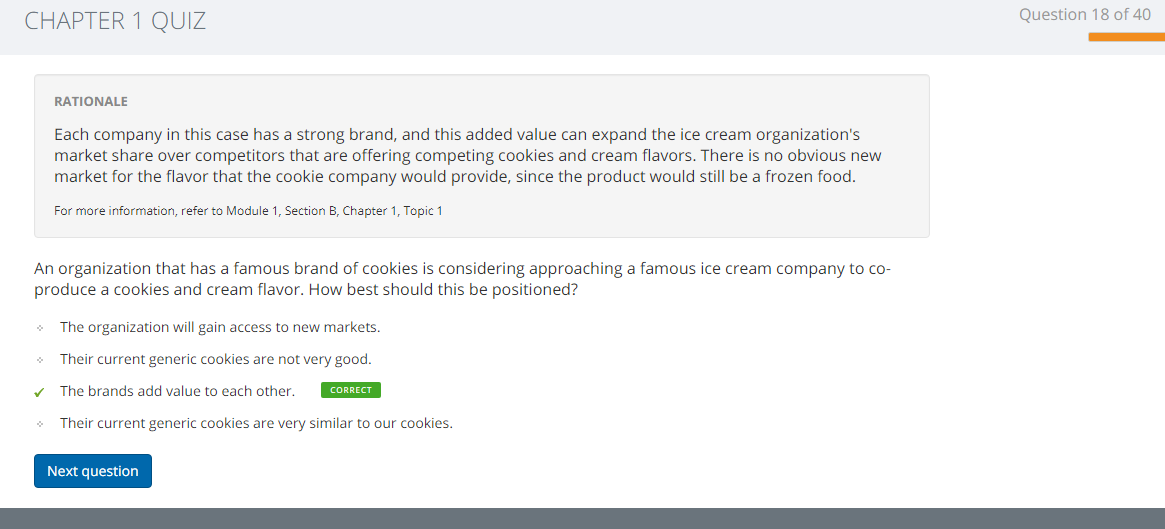 CHAPTER 1 QUIZ
Question 18 of 40
RATIONALE
Each company in this case has a strong brand, and this added value can expand the ice cream organization's
market share over competitors that are offering competing cookies and cream flavors. There is no obvious new
market for the flavor that the cookie company would provide, since the product would still be a frozen food.
For more information, refer to Module 1, Section B, Chapter 1, Topic 1
An organization that has a famous brand of cookies is considering approaching a famous ice cream company to co-
produce a cookies and cream flavor. How best should this be positioned?
The organization will gain access to new markets.
Their current generic cookies are not very good.
The brands add value to each other. CORRECT
Their current generic cookies are very similar to our cookies.
Next question